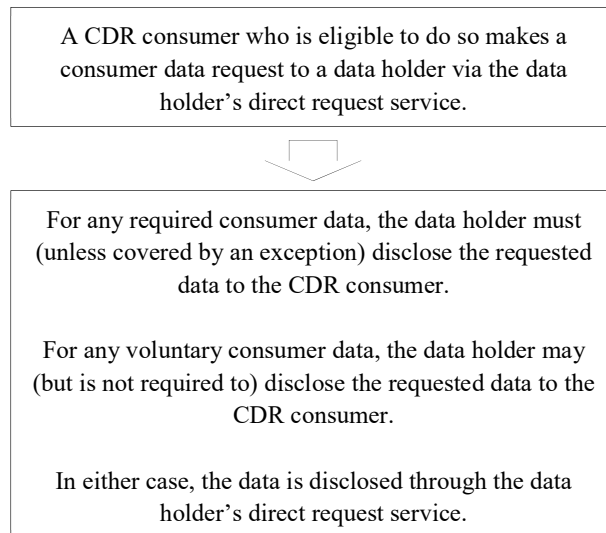 A CDR consumer who is eligible to do so makes a
consumer data request to a data holder via the data
holder’s direct request service.
For any required consumer data, the data holder must
(unless covered by an exception) disclose the requested
data to the CDR consumer.
For any voluntary consumer data, the data holder may
(but is not required to) disclose the requested data to the
CDR consumer.
In either case, the data is disclosed through the data
holder’s direct request service.